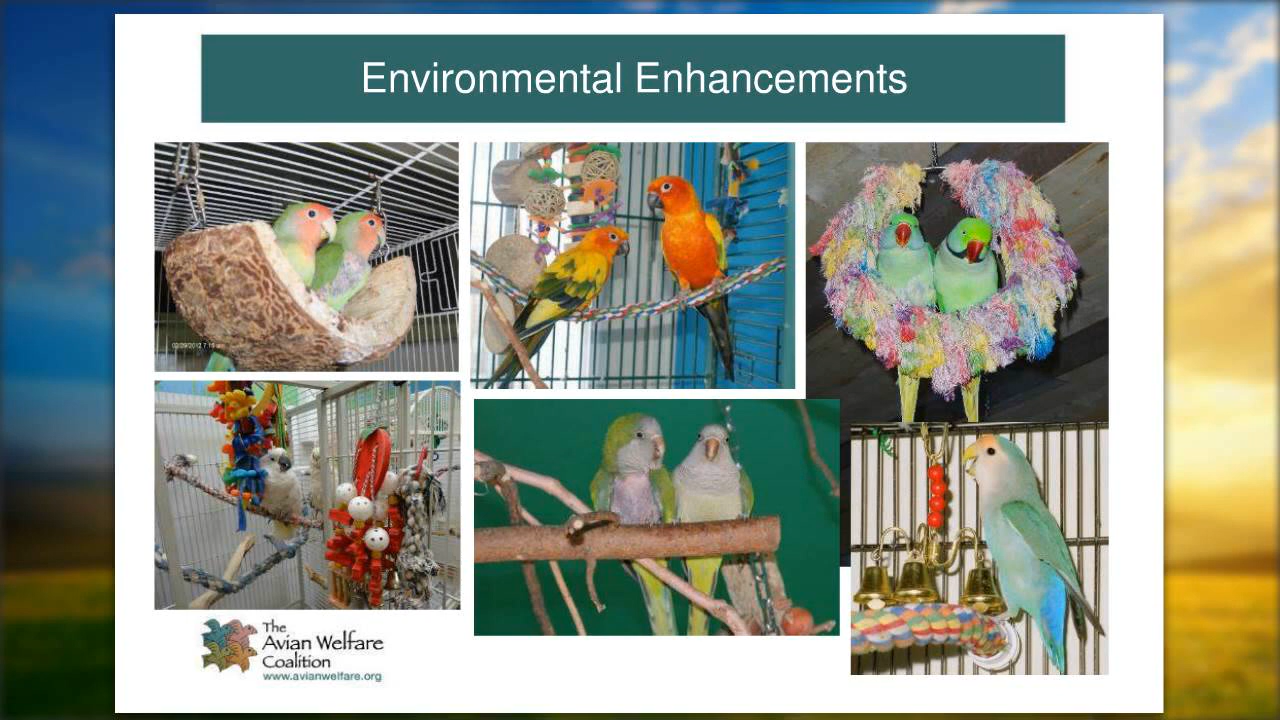 Environmental Enhancements
The
Avian Welfare
Coalition
www.avianwelfare.org